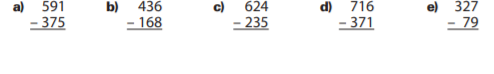 a) 591 b) 436 c) 624 d) 716 e) 327
– 375 – 168 – 235 – 371 – 79